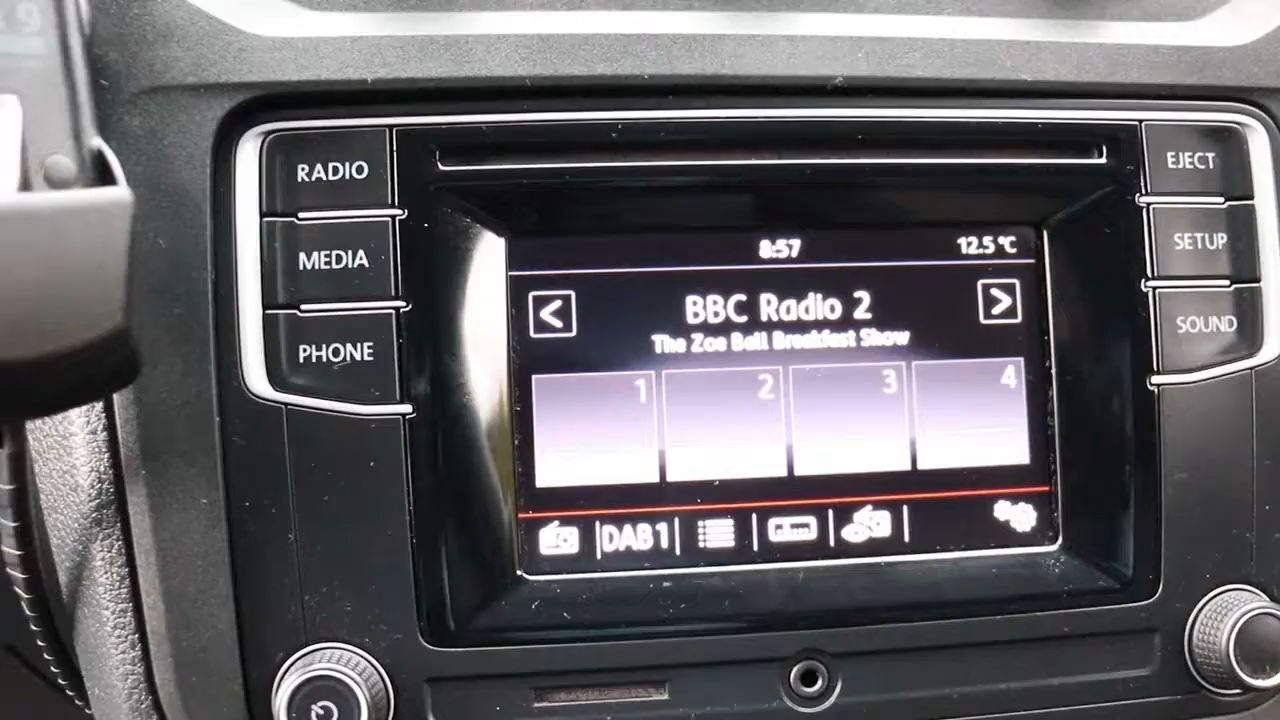 RADIO
MEDIA
PHONE
EJECT
SETUP
SOUND
8:57
12.5 °C
<
BBC Radio 2
>
The Zoe Ball Breakfast Show
1
2
3
4
DAB1